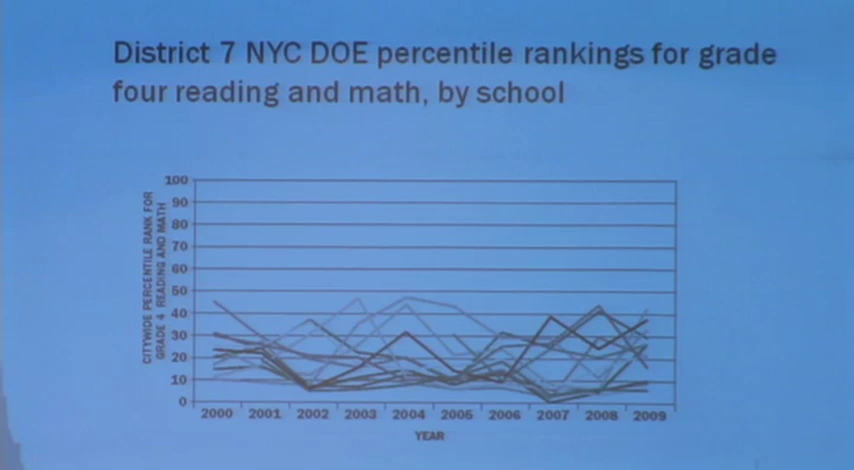 District 7 NYC DOE percentile rankings for grade
four reading and math, by school
CITYWIDE PERCENTILE RANK FOR
GRADE 4 READING AND MATH
100
90
80
70
60
50
40
30
20
10
0
2000 2001 2002 2003 2004 2005 2006 2007 2008 2009
YEAR